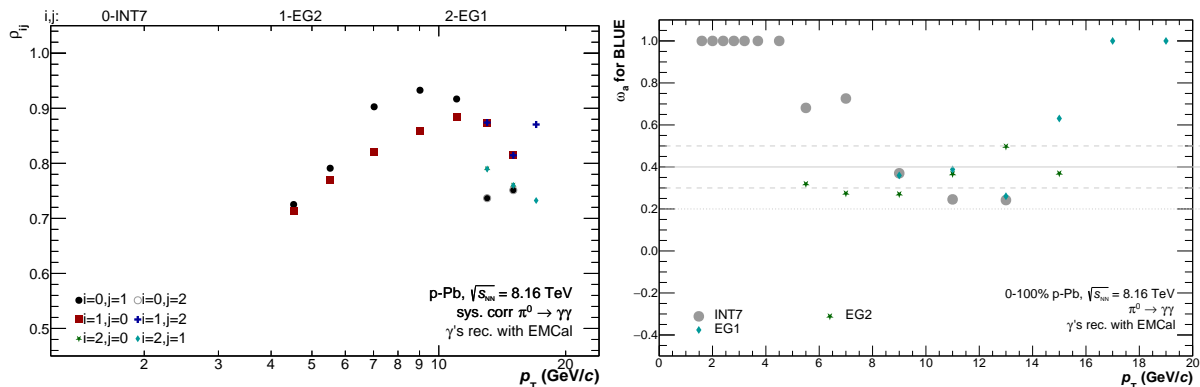 i,j: 0-INT7 1-EG2 2-EG1
ρij
1.0
0.9
0.8
0.7
0.6
0.5
i=0,j=1 i=0,j=2
i=1,j=0 i=1,j=2
i=2,j=0 i=2,j=1
p-Pb, √sNN = 8.16 TeV
sys. corr π⁰ → γγ
γ's rec. with EMCal
2 3 4 5 6 7 8 9 10 20
pT (GeV/c)
ωa for BLUE
1.0
0.8
0.6
0.4
0.2
0.0
−0.2
−0.4
INT7 EG2
EG1
0-100% p-Pb, √sNN = 8.16 TeV
π⁰ → γγ
γ's rec. with EMCal
0 2 4 6 8 10 12 14 16 18 20
pT (GeV/c)